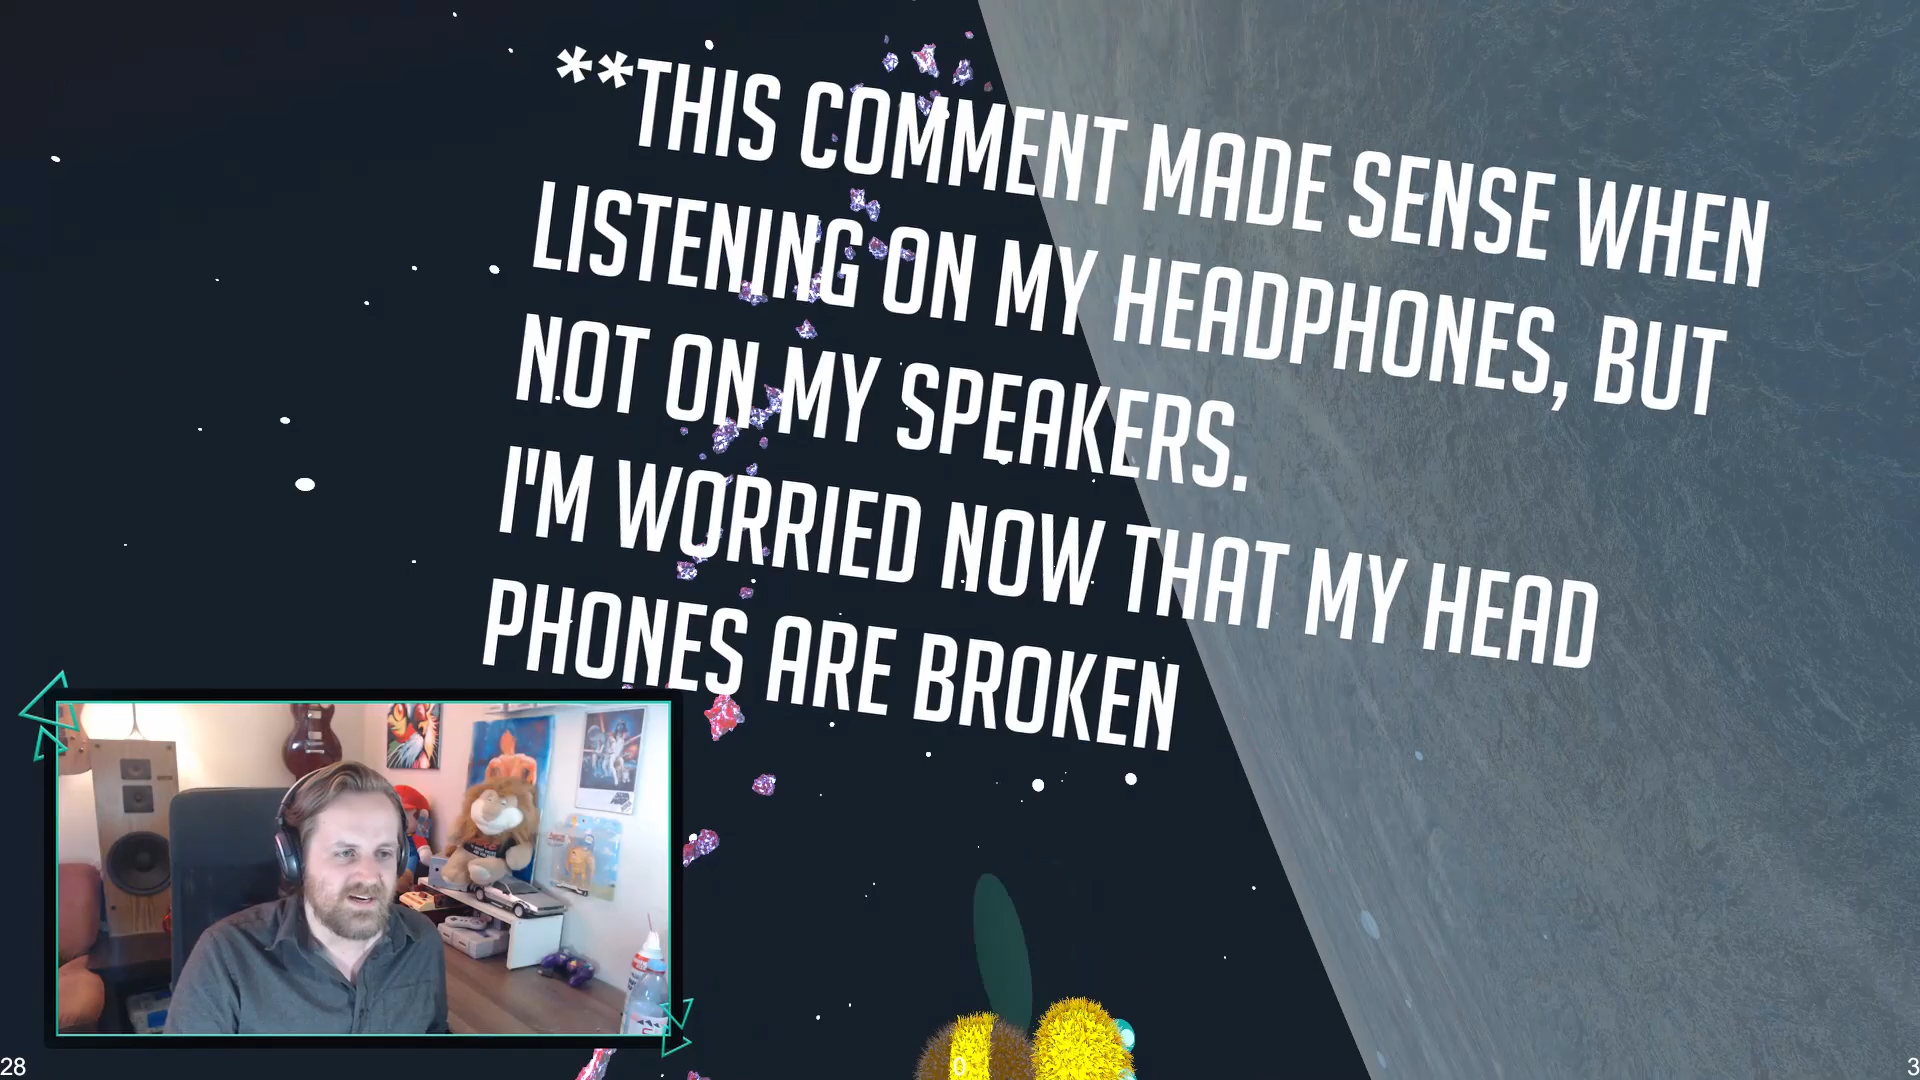 **THIS COMMENT MADE SENSE WHEN
LISTENING ON MY HEADPHONES, BUT
NOT ON MY SPEAKERS.
I'M WORRIED NOW THAT MY HEAD
PHONES ARE BROKEN
28
0
3